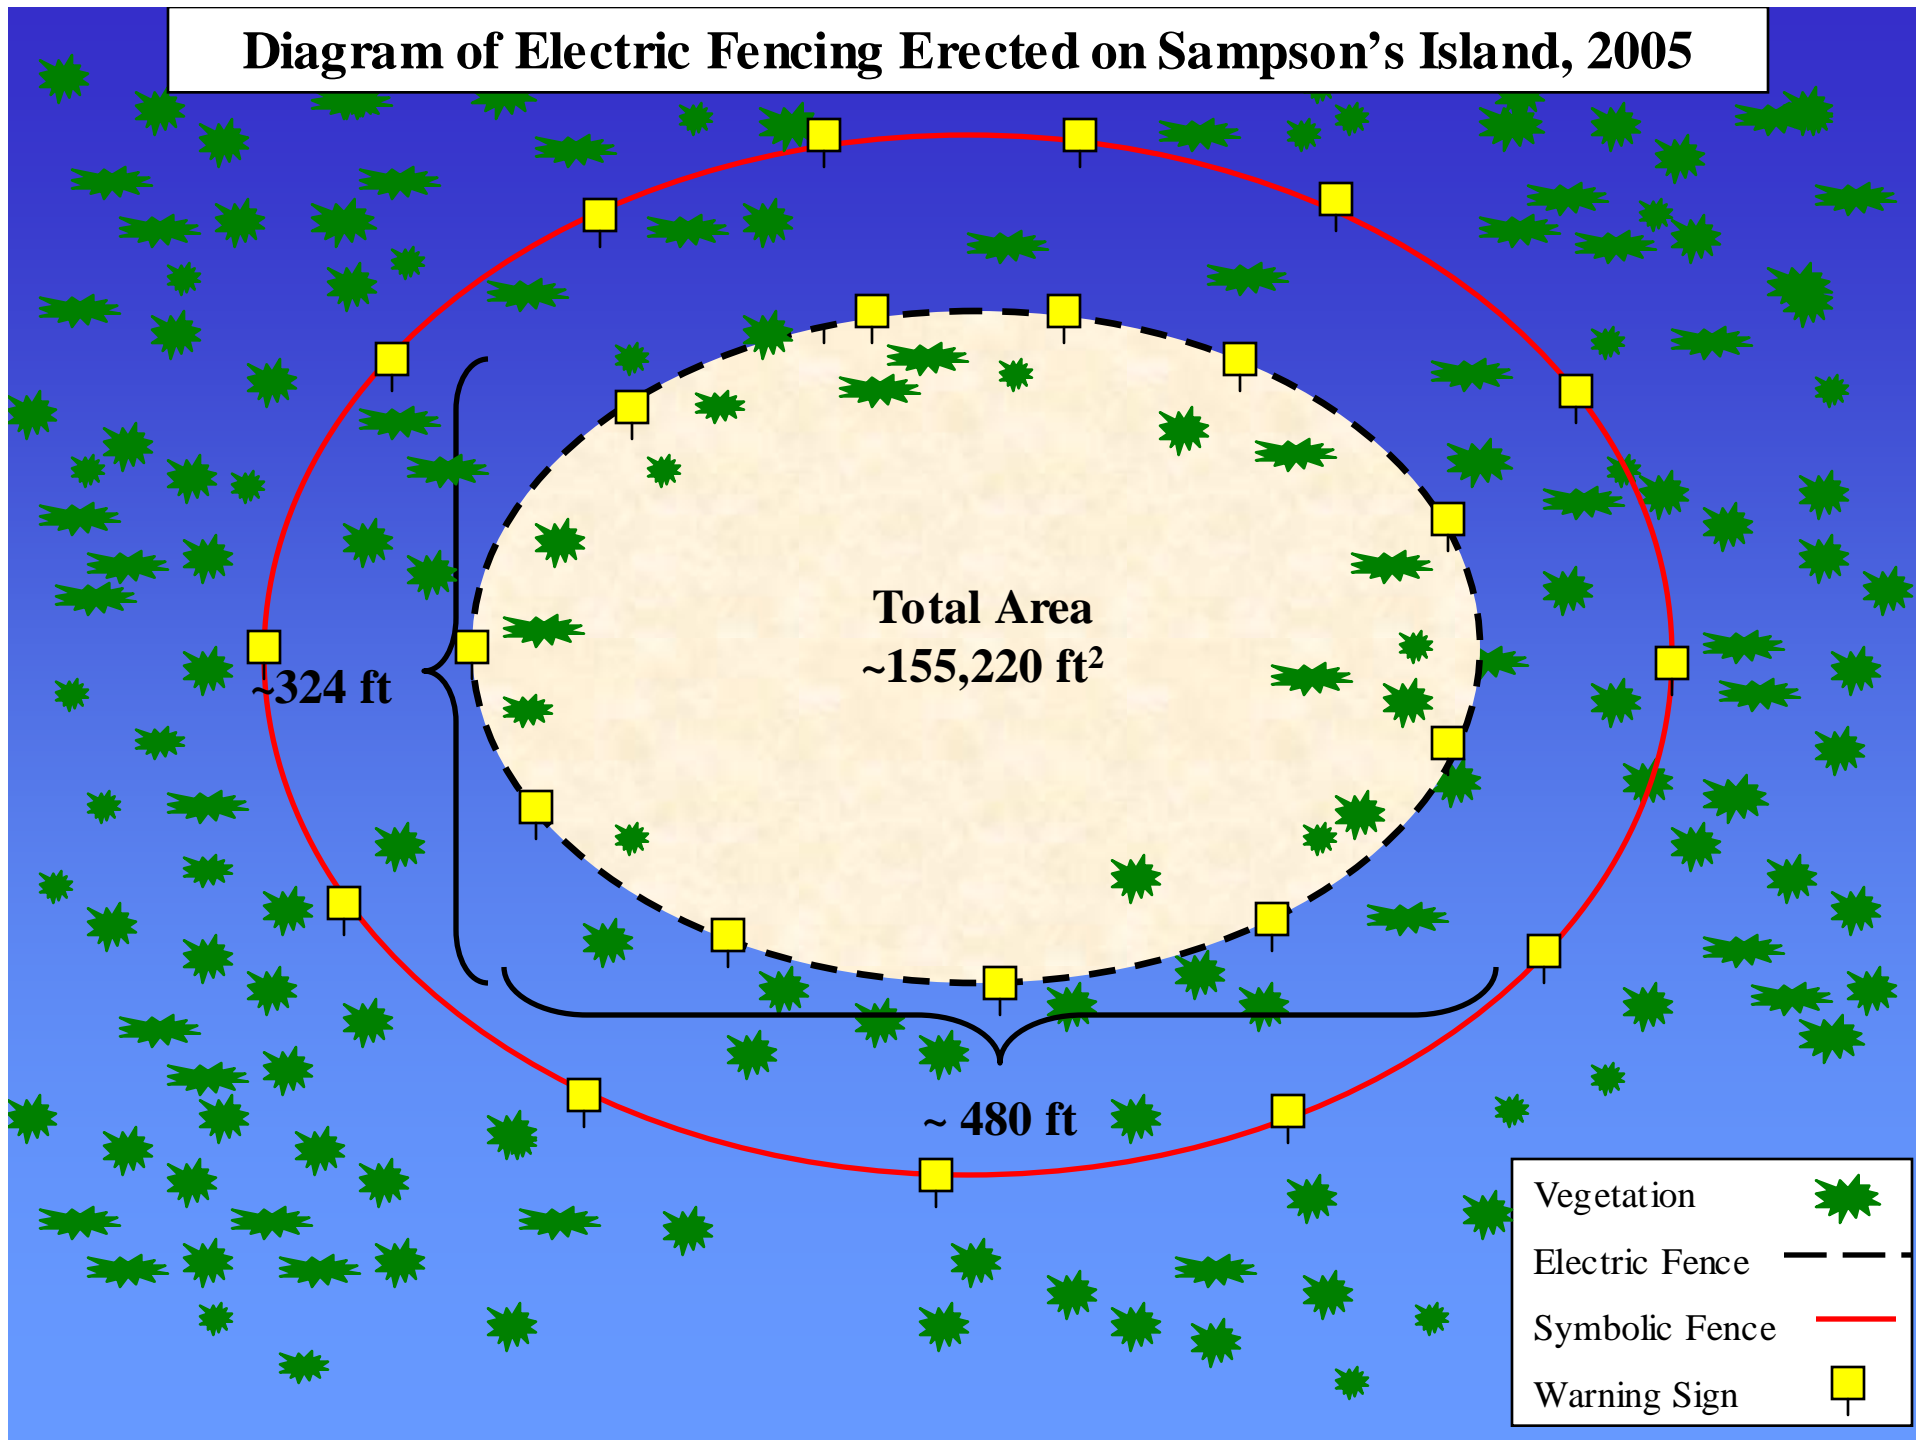 Diagram of Electric Fencing Erected on Sampson’s Island, 2005
Total Area
~155,220 ft²
~324 ft
~ 480 ft
Vegetation
Electric Fence
Symbolic Fence
Warning Sign